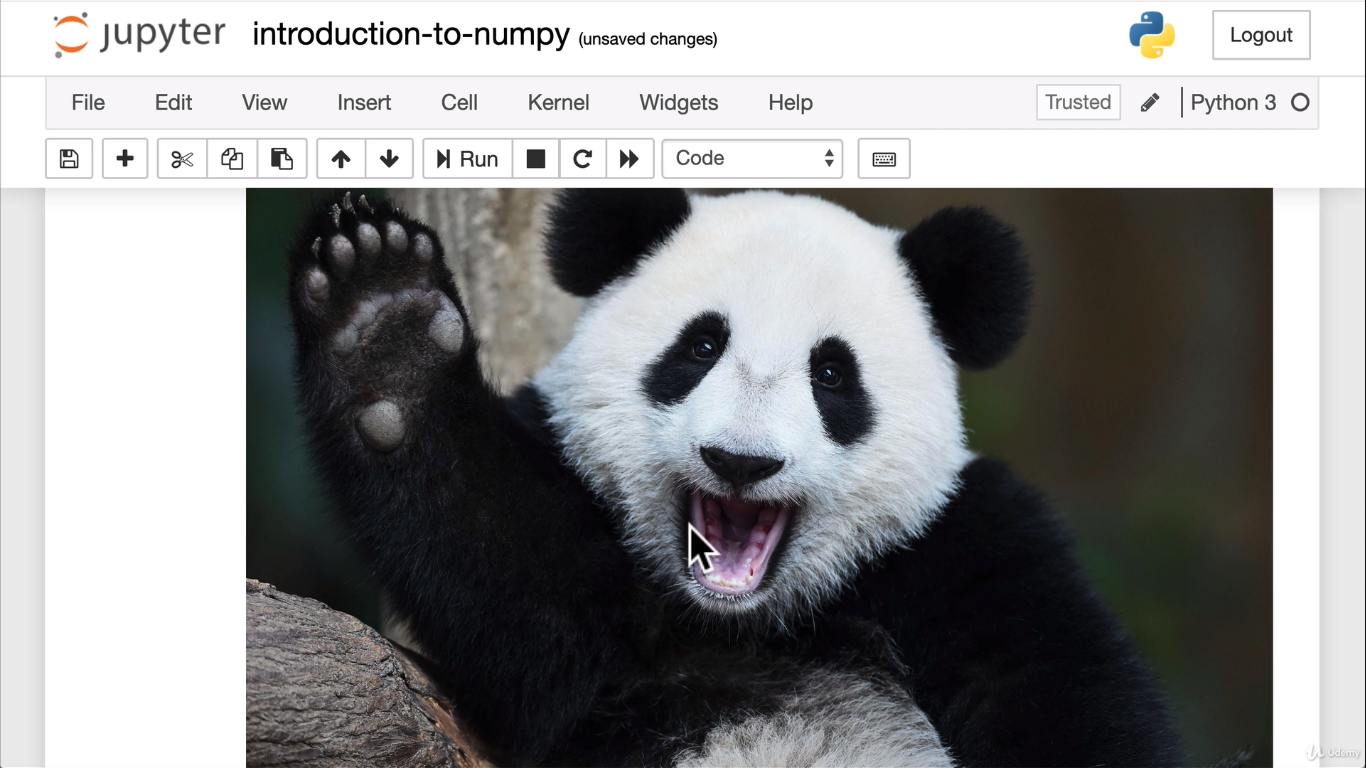 jupyter introduction-to-numpy (unsaved changes) Logout
File Edit View Insert Cell Kernel Widgets Help Trusted Python 3
Run Code
Udemy